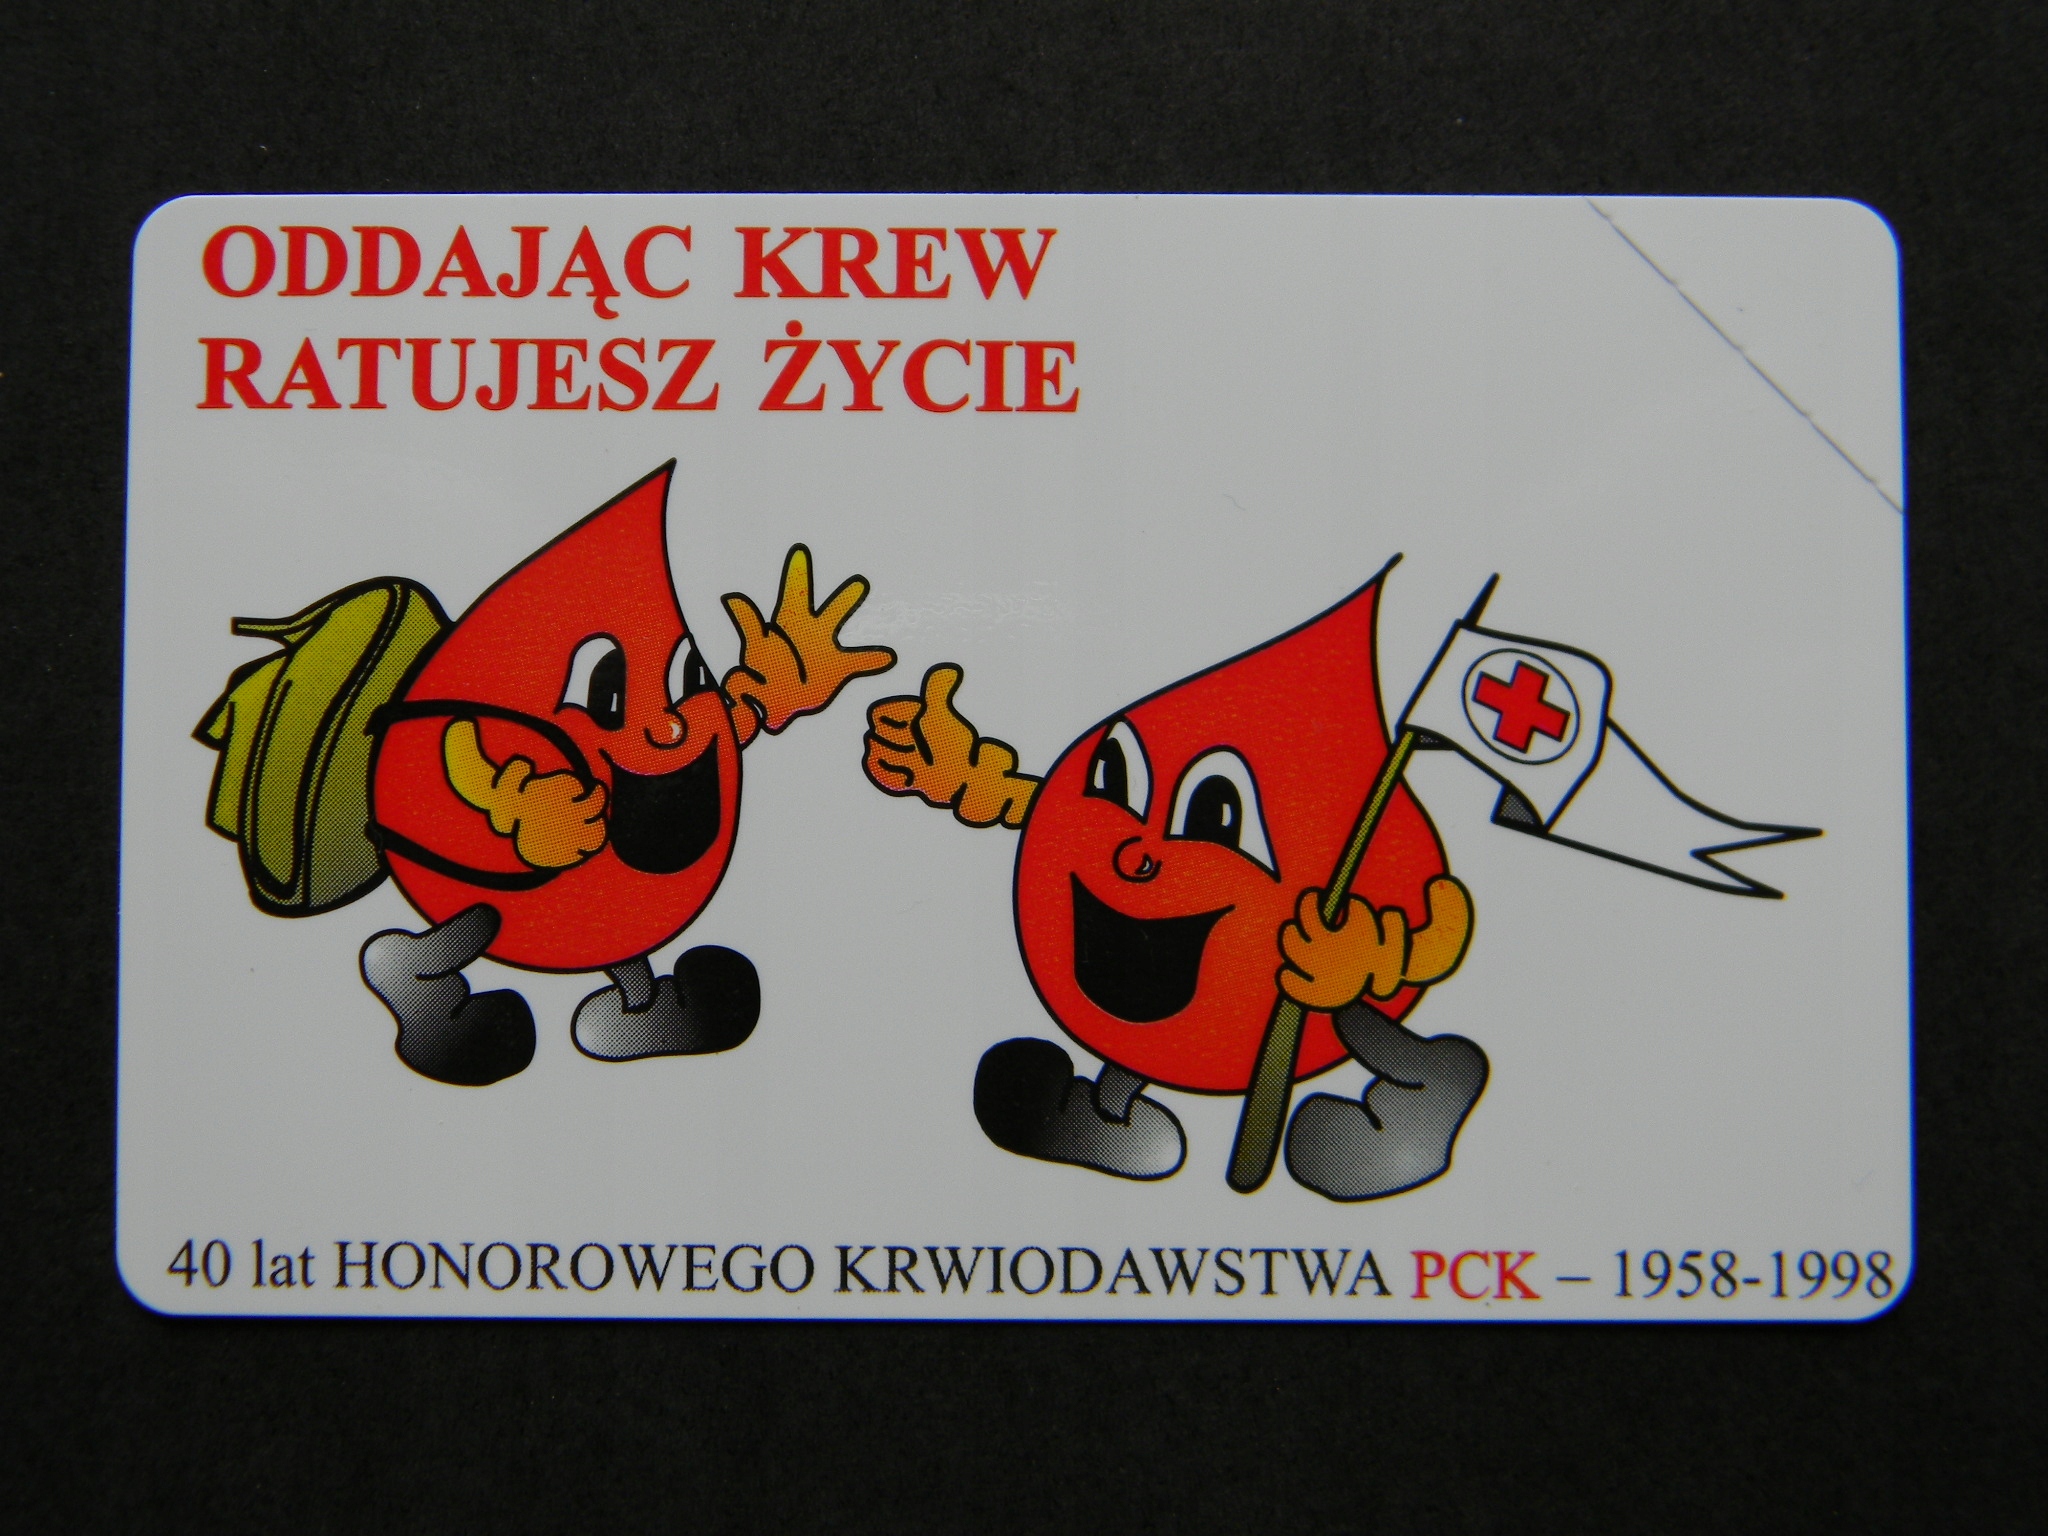 ODDAJĄC KREW
RATUJESZ ŻYCIE
40 lat HONOROWEGO KRWIODAWSTWA PCK – 1958-1998